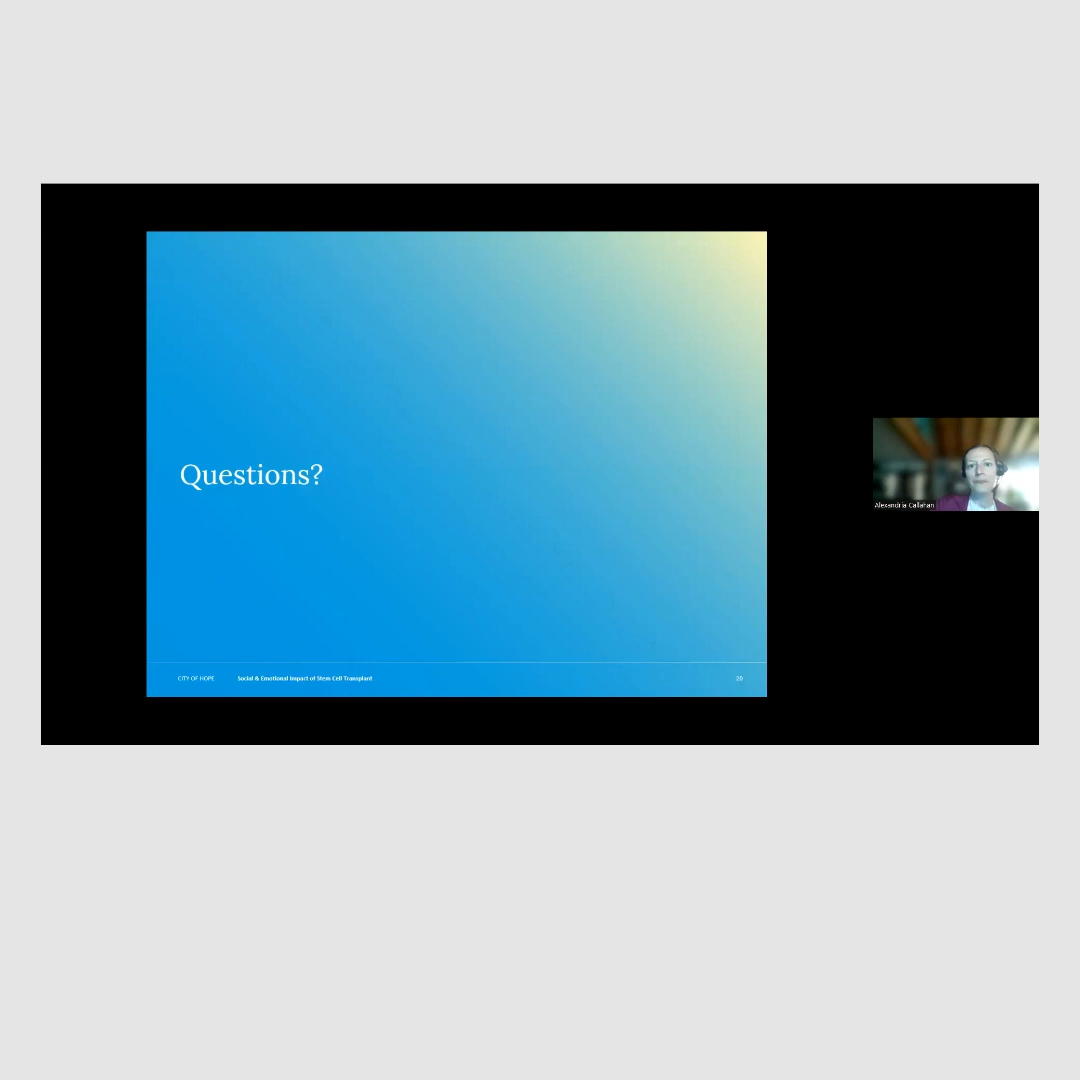 Questions?
Alexandria Callahan
CITY OF HOPE
Social & Emotional Impact of Stem Cell Transplant
20